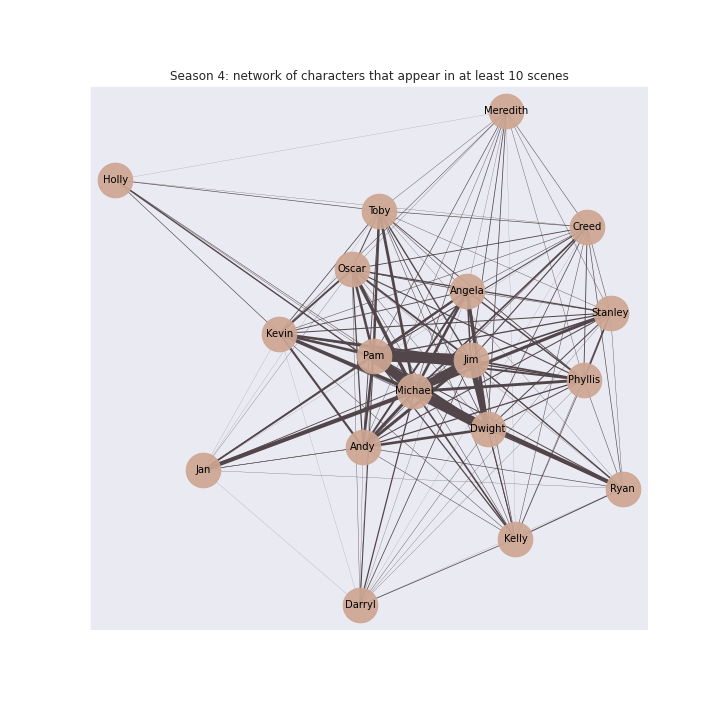 Season 4: network of characters that appear in at least 10 scenes
Meredith
Holly
Toby
Creed
Oscar
Angela
Stanley
Kevin
Pam
Jim
Phyllis
Michael
Dwight
Andy
Jan
Ryan
Kelly
Darryl